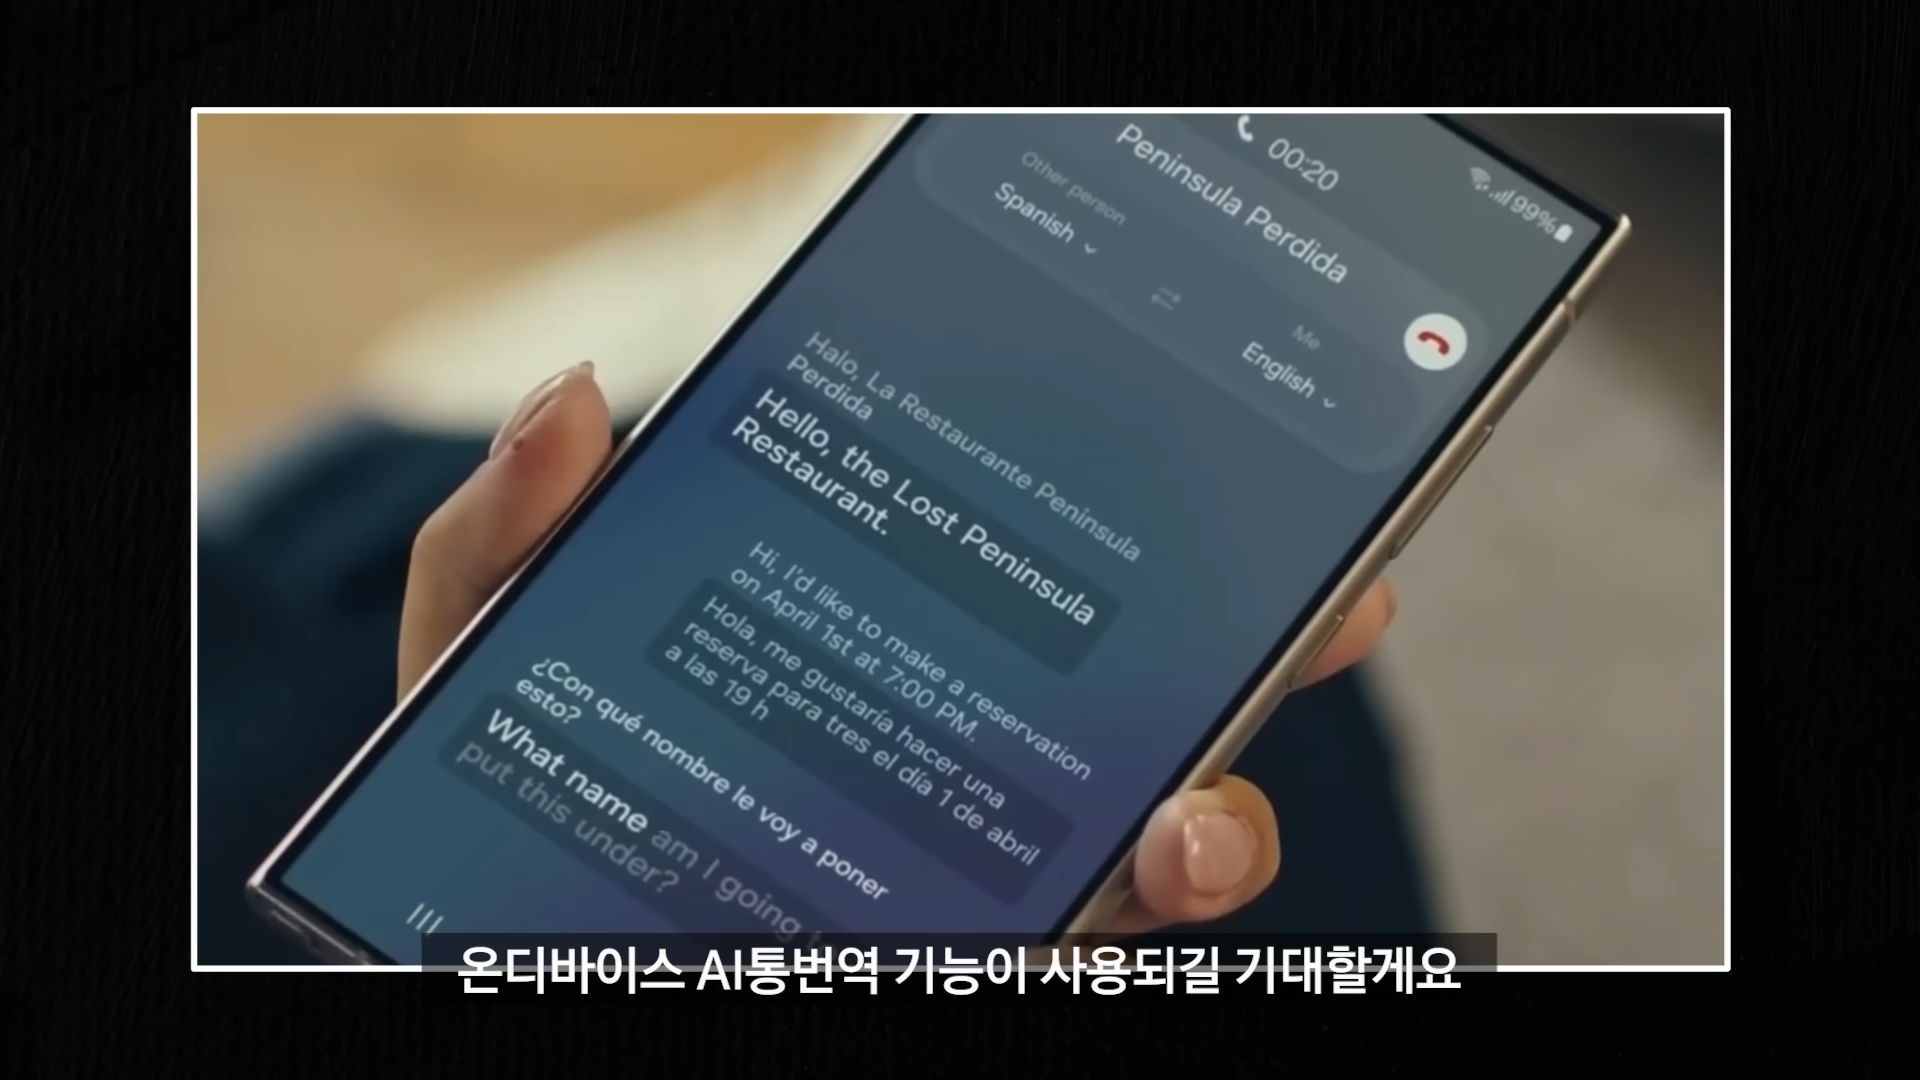 00:20
99%
Peninsula Perdida
Other person
Spanish
Me
English
Halo, La Restaurante Peninsula
Perdida
Hello, the Lost Peninsula
Restaurant.
Hi, I'd like to make a reservation
on April 1st at 7:00 PM.
Hola, me gustaría hacer una
reserva para tres el día 1 de abril
a las 19 h
¿Con qué nombre le voy a poner
esto?
What name am I going to
put this under?
온디바이스 AI통번역 기능이 사용되길 기대할게요